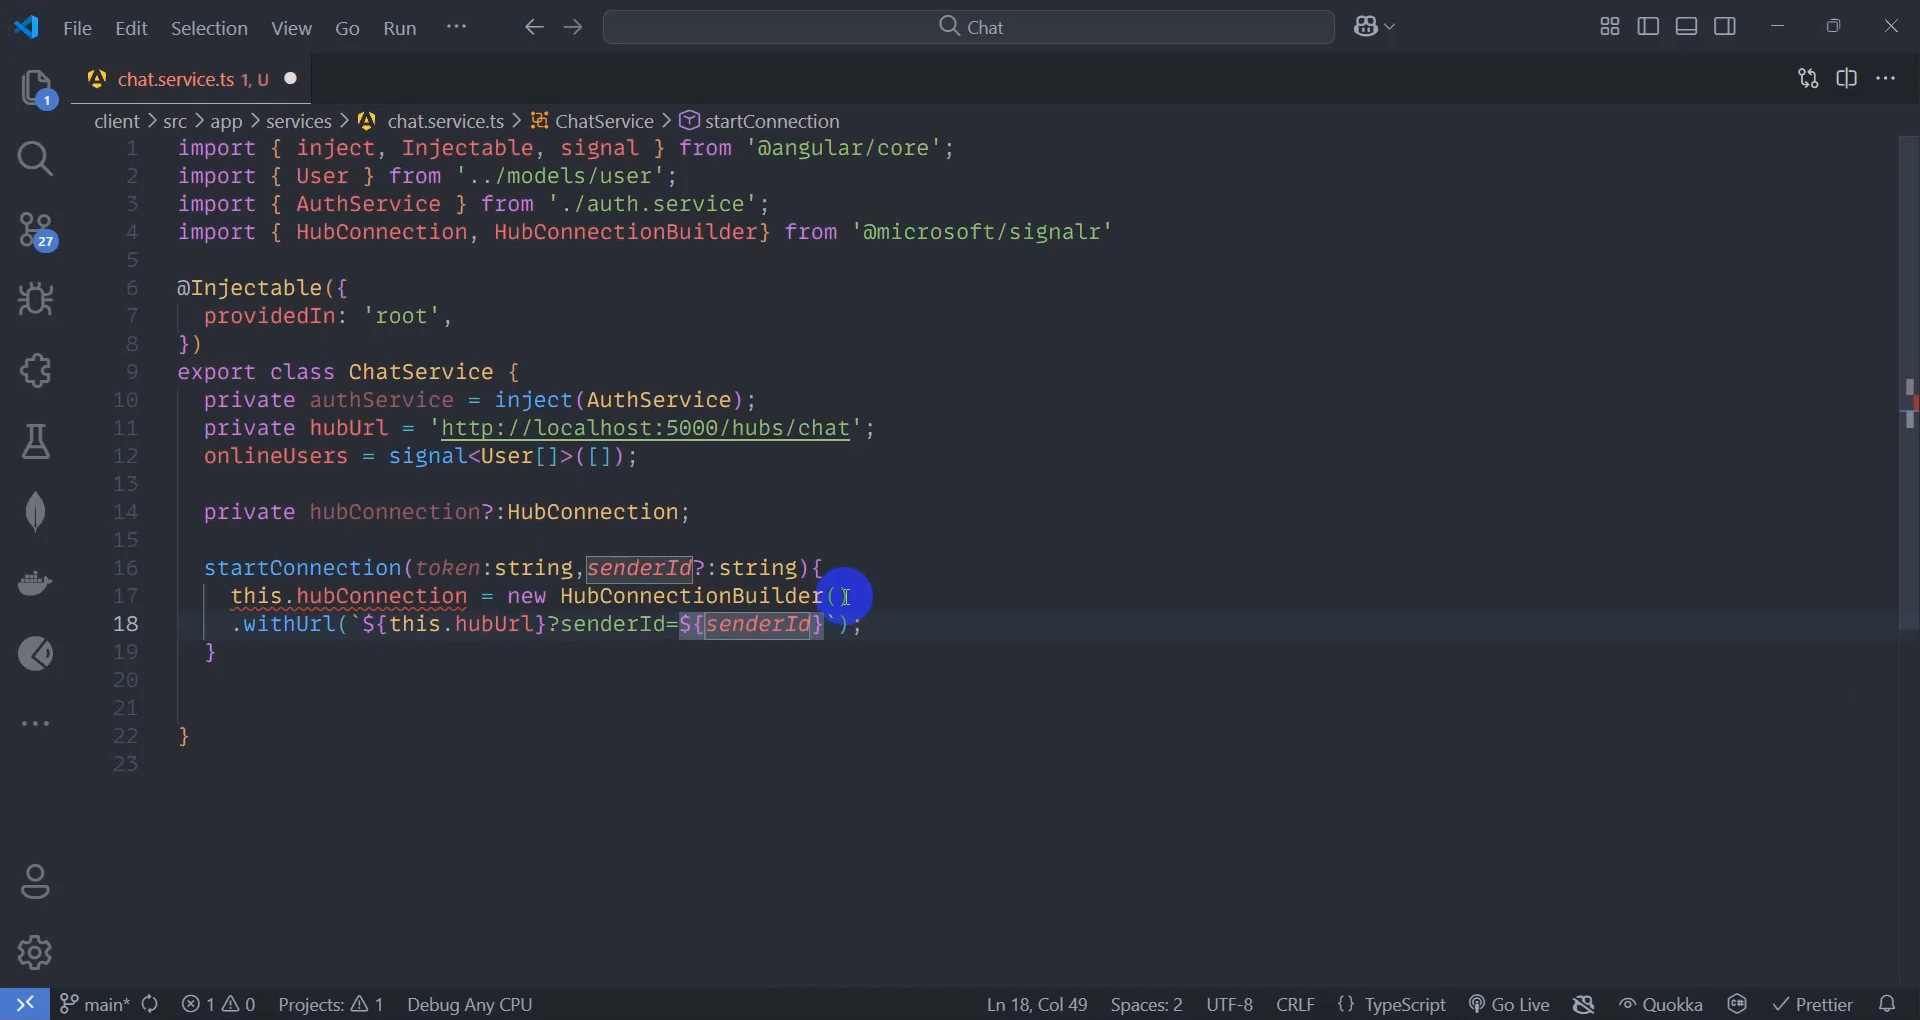 File Edit Selection View Go Run ··· Chat
chat.service.ts 1, U
client > src > app > services > chat.service.ts > ChatService > startConnection
1 import { inject, Injectable, signal } from '@angular/core';
2 import { User } from '../models/user';
3 import { AuthService } from './auth.service';
4 import { HubConnection, HubConnectionBuilder} from '@microsoft/signalr'
5
6 @Injectable({
7 providedIn: 'root',
8 })
9 export class ChatService {
10 private authService = inject(AuthService);
11 private hubUrl = 'http://localhost:5000/hubs/chat';
12 onlineUsers = signal<User[]>([]);
13
14 private hubConnection?:HubConnection;
15
16 startConnection(token:string,senderId?:string){
17 this.hubConnection = new HubConnectionBuilder()
18 .withUrl(`${this.hubUrl}?senderId=${senderId}`);
19 }
20
21
22 }
23
1
27
main* 1 0 Projects: 1 Debug Any CPU Ln 18, Col 49 Spaces: 2 UTF-8 CRLF {} TypeScript Go Live Quokka Prettier